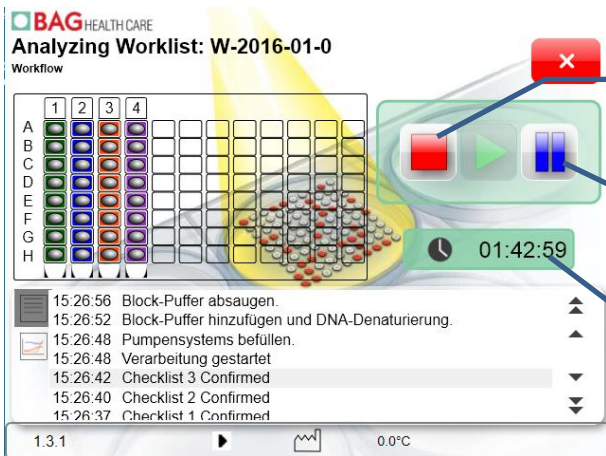 BAG HEALTH CARE
Analyzing Worklist: W-2016-01-0
Workflow
1 2 3 4
A
B
C
D
E
F
G
H
01:42:59
15:26:56 Block-Puffer absaugen.
15:26:52 Block-Puffer hinzufügen und DNA-Denaturierung.
15:26:48 Pumpensystems befüllen.
15:26:48 Verarbeitung gestartet
15:26:42 Checklist 3 Confirmed
15:26:40 Checklist 2 Confirmed
15:26:37 Checklist 1 Confirmed
1.3.1 0.0°C